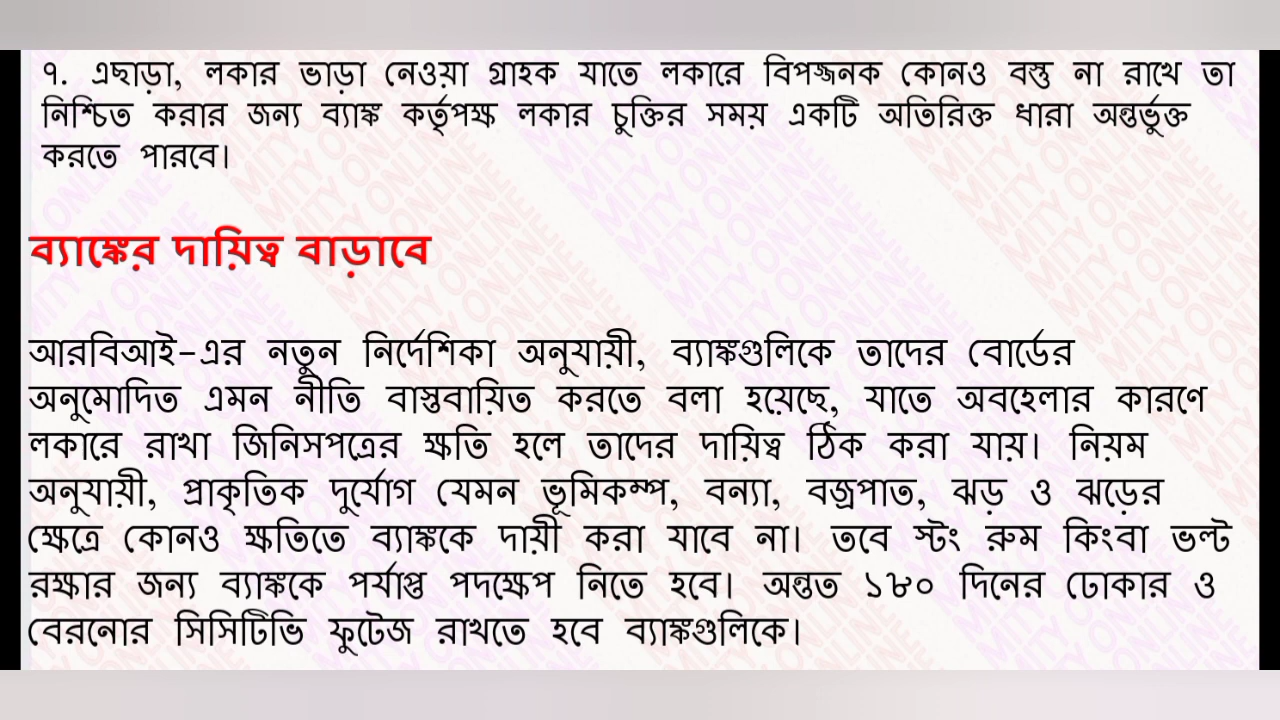 ৭. এছাড়া, লকার ভাড়া নেওয়া গ্রাহক যাতে লকারে বিপজ্জনক কোনও বস্তু না রাখে তা
নিশ্চিত করার জন্য ব্যাঙ্ক কর্তৃপক্ষ লকার চুক্তির সময় একটি অতিরিক্ত ধারা অন্তর্ভুক্ত
করতে পারবে।
ব্যাঙ্কের দায়িত্ব বাড়াবে
আরবিআই-এর নতুন নির্দেশিকা অনুযায়ী, ব্যাঙ্কগুলিকে তাদের বোর্ডের
অনুমোদিত এমন নীতি বাস্তবায়িত করতে বলা হয়েছে, যাতে অবহেলার কারণে
লকারে রাখা জিনিসপত্রের ক্ষতি হলে তাদের দায়িত্ব ঠিক করা যায়। নিয়ম
অনুযায়ী, প্রাকৃতিক দুর্যোগ যেমন ভূমিকম্প, বন্যা, বজ্রপাত, ঝড় ও ঝড়ের
ক্ষেত্রে কোনও ক্ষতিতে ব্যাঙ্ককে দায়ী করা যাবে না। তবে স্টং রুম কিংবা ভল্ট
রক্ষার জন্য ব্যাঙ্ককে পর্যাপ্ত পদক্ষেপ নিতে হবে। অন্তত ১৮০ দিনের ঢোকার ও
বেরনোর সিসিটিভি ফুটেজ রাখতে হবে ব্যাঙ্কগুলিকে।